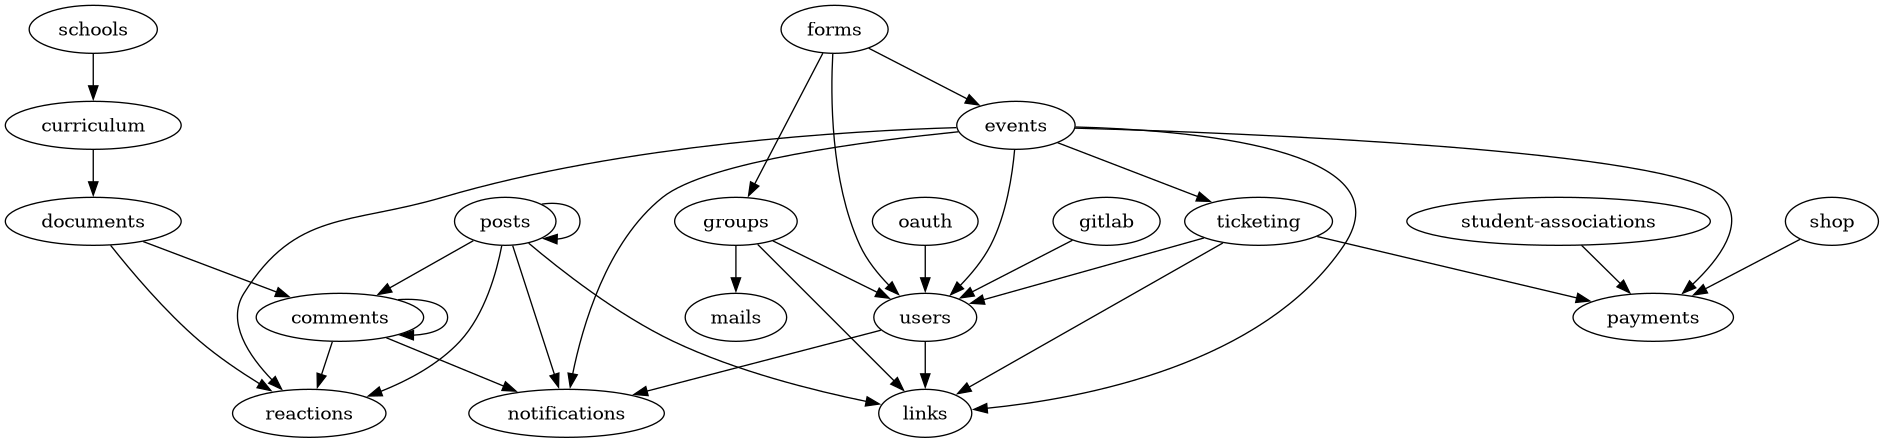 schools
forms
curriculum
events
documents
posts
groups
oauth
gitlab
ticketing
student-associations
shop
comments
mails
users
payments
reactions
notifications
links